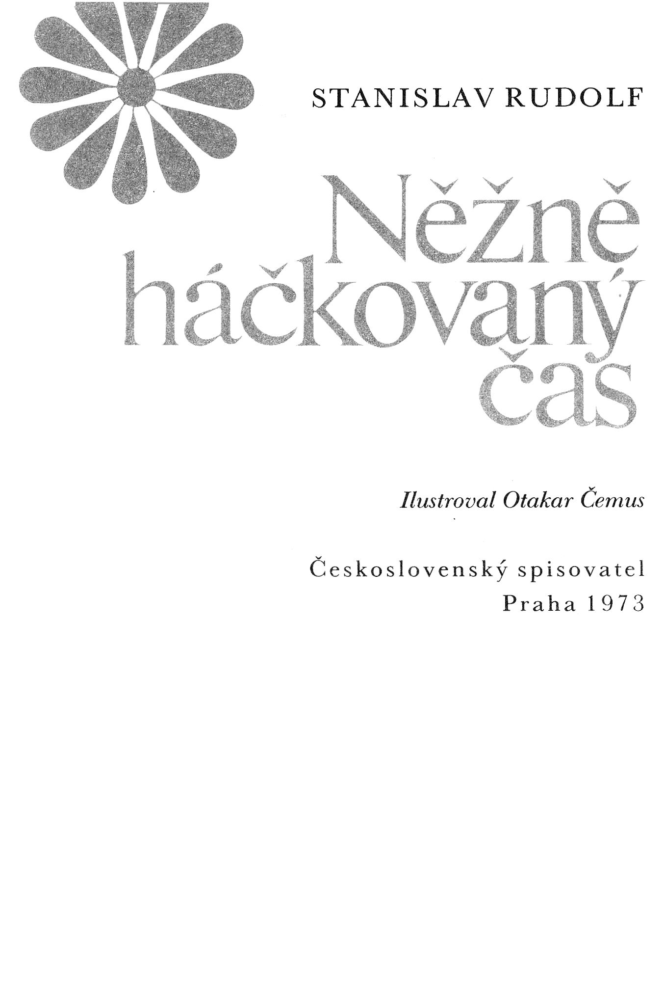 STANISLAV RUDOLF
Něžně
háčkovaný
čas
Ilustroval Otakar Čemus
Československý spisovatel
Praha 1973